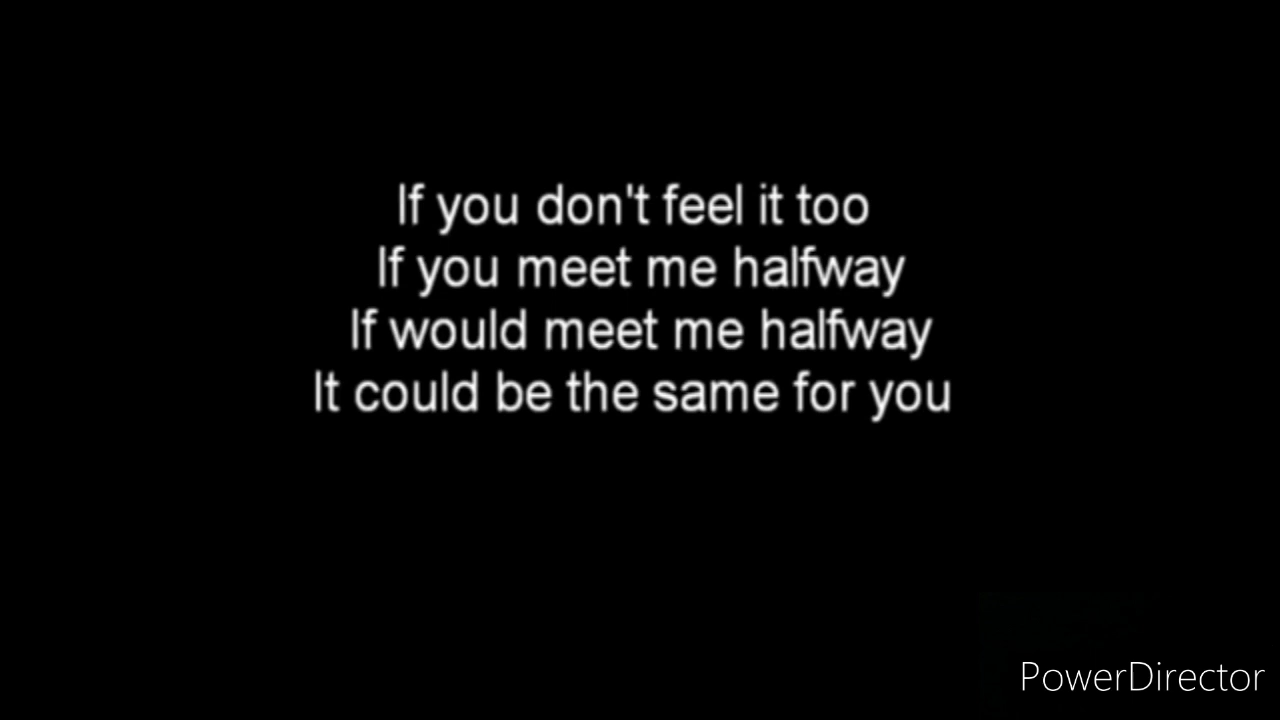 If you don't feel it too
If you meet me halfway
If would meet me halfway
It could be the same for you
PowerDirector